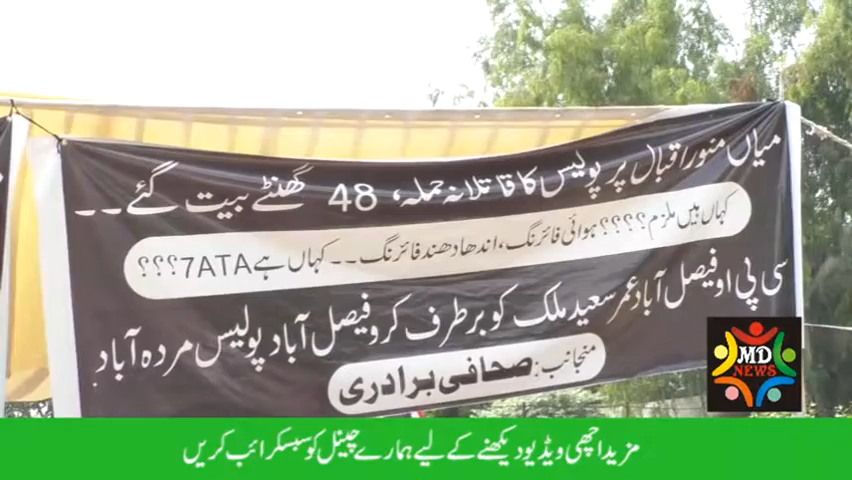 میاں منور اقبال پر پولیس کا قاتلانہ حملہ، 48 گھنٹے بیت گئے۔۔
کہاں ہیں ملزم؟؟؟؟ ہوائی فائرنگ، اندھا دھند فائرنگ ۔۔ کہاں ہے 7ATA؟؟؟
سی پی او فیصل آباد عمر سعید ملک کو برطرف کرو فیصل آباد پولیس مردہ آباد
منجانب: صحافی برادری
MD
NEWS
مزید اچھی ویڈیو دیکھنے کے لیے ہمارے چینل کو سبسکرائب کریں